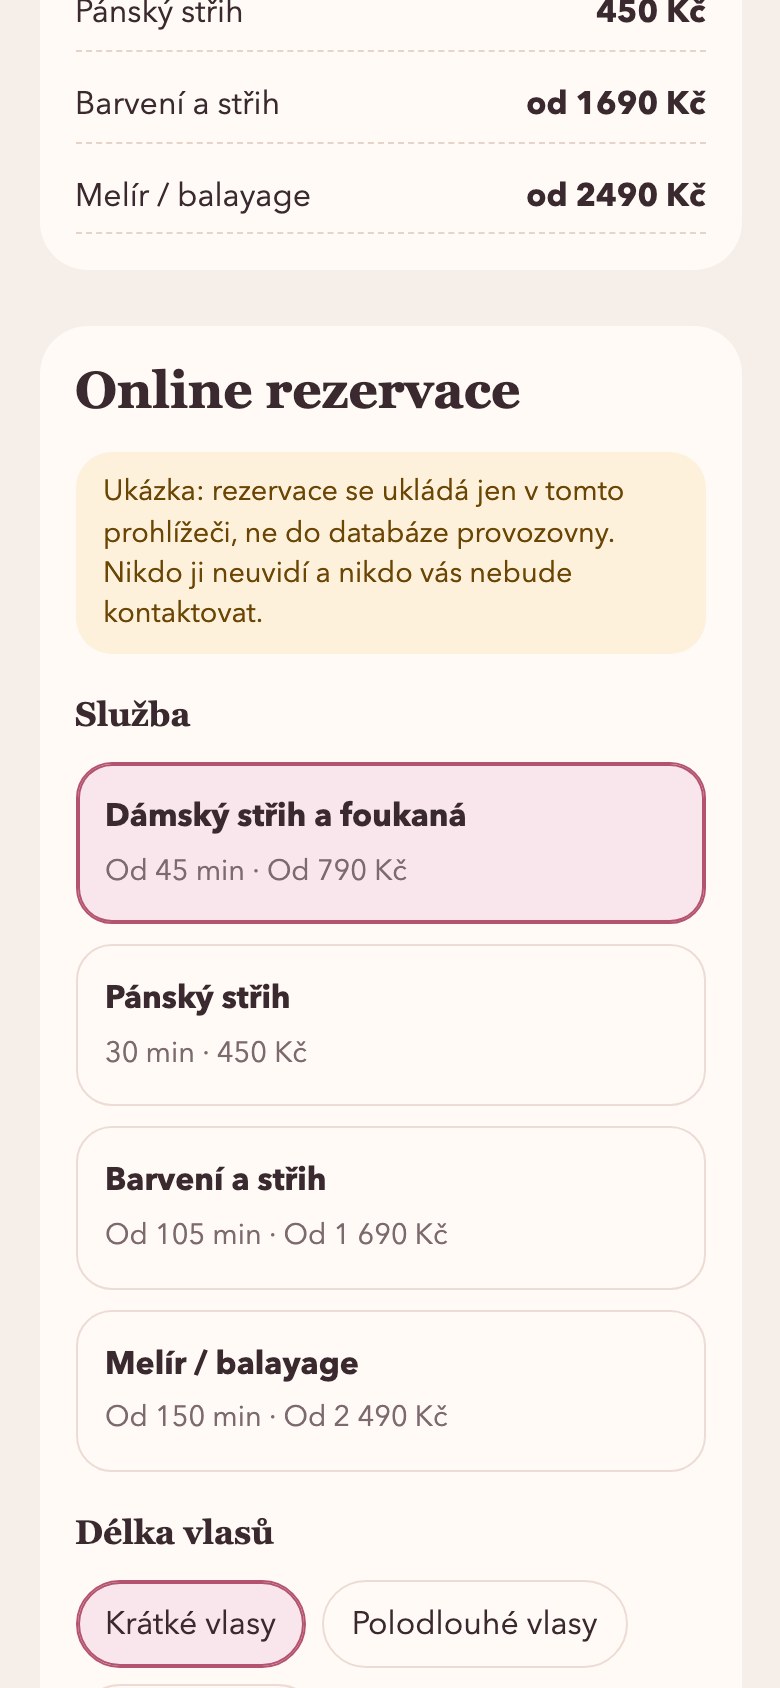 Pánský střih 450 Kč
Barvení a střih od 1690 Kč
Melír / balayage od 2490 Kč
Online rezervace
Ukázka: rezervace se ukládá jen v tomto
prohlížeči, ne do databáze provozovny.
Nikdo ji neuvidí a nikdo vás nebude
kontaktovat.
Služba
Dámský střih a foukaná
Od 45 min · Od 790 Kč
Pánský střih
30 min · 450 Kč
Barvení a střih
Od 105 min · Od 1 690 Kč
Melír / balayage
Od 150 min · Od 2 490 Kč
Délka vlasů
Krátké vlasy Polodlouhé vlasy